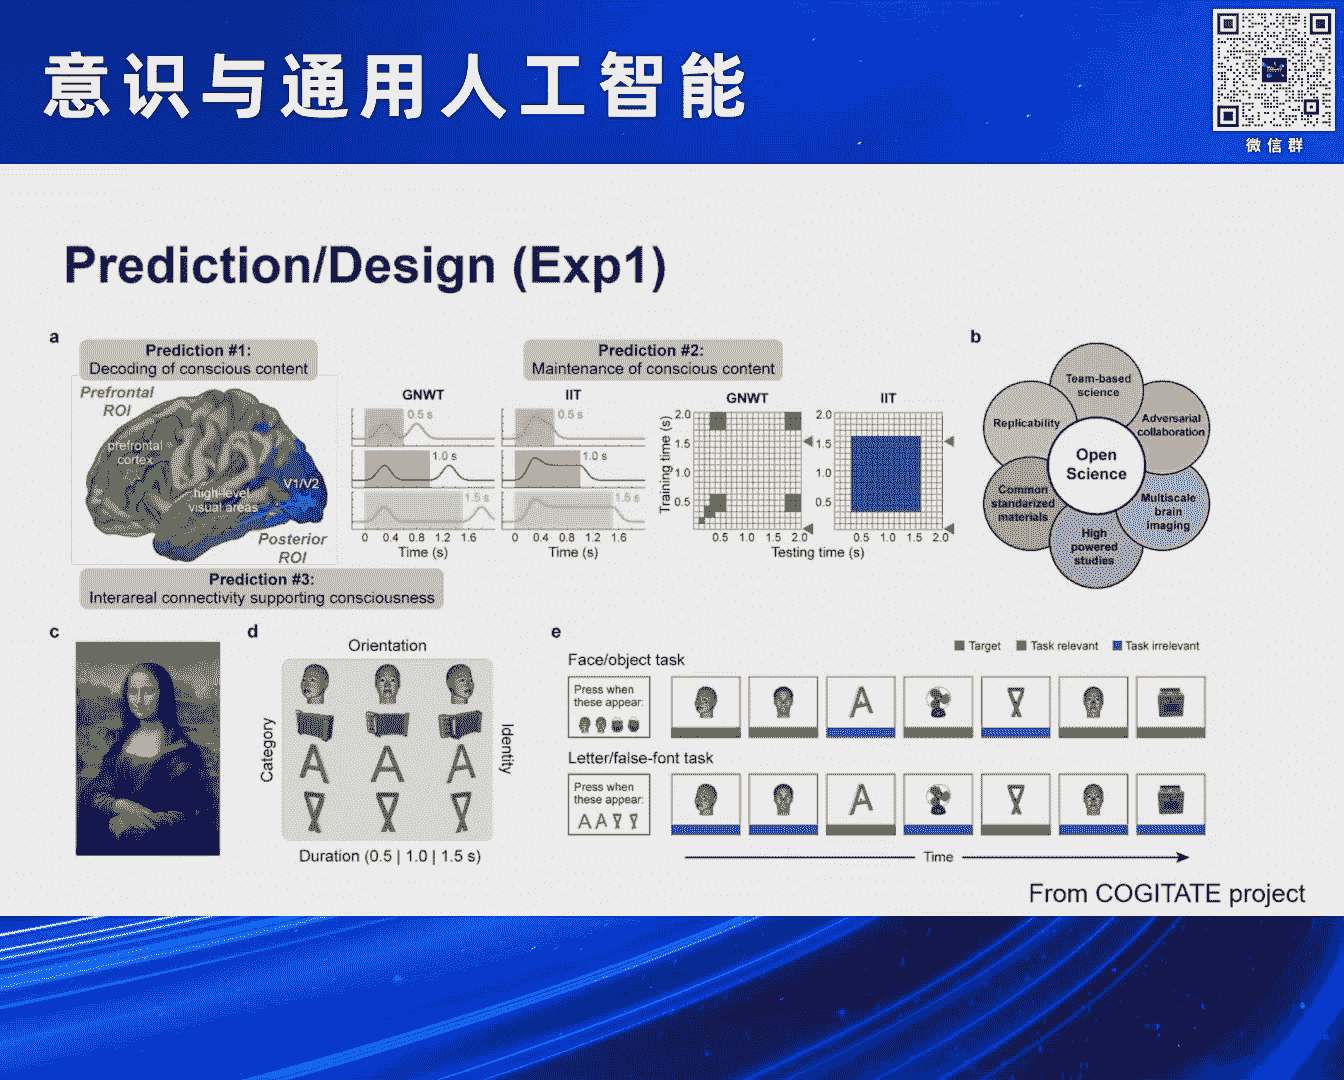 意识与通用人工智能
微信群
Prediction/Design (Exp1)
a
Prediction #1:
Decoding of conscious content
Prefrontal
ROI
prefrontal
cortex
high-level
visual areas
V1/V2
Posterior
ROI
Prediction #2:
Maintenance of conscious content
GNWT
IIT
0.5 s
0.5 s
1.0 s
1.0 s
1.5 s
1.5 s
0 0.4 0.8 1.2 1.6
Time (s)
0 0.4 0.8 1.2 1.6
Time (s)
GNWT
IIT
Training time (s)
2.0
1.5
1.0
0.5
0.5 1.0 1.5 2.0
2.0
1.5
1.0
0.5
0.5 1.0 1.5 2.0
Testing time (s)
Prediction #3:
Interareal connectivity supporting consciousness
b
Team-based
science
Adversarial
collaboration
Multiscale
brain
imaging
High
powered
studies
Common
standarized
materials
Replicability
Open
Science
c
d
Orientation
Category
Identity
A A A
Duration (0.5 | 1.0 | 1.5 s)
e
Target Task relevant Task irrelevant
Face/object task
Press when
these appear:
A
Letter/false-font task
Press when
these appear:
A A
A
Time
From COGITATE project